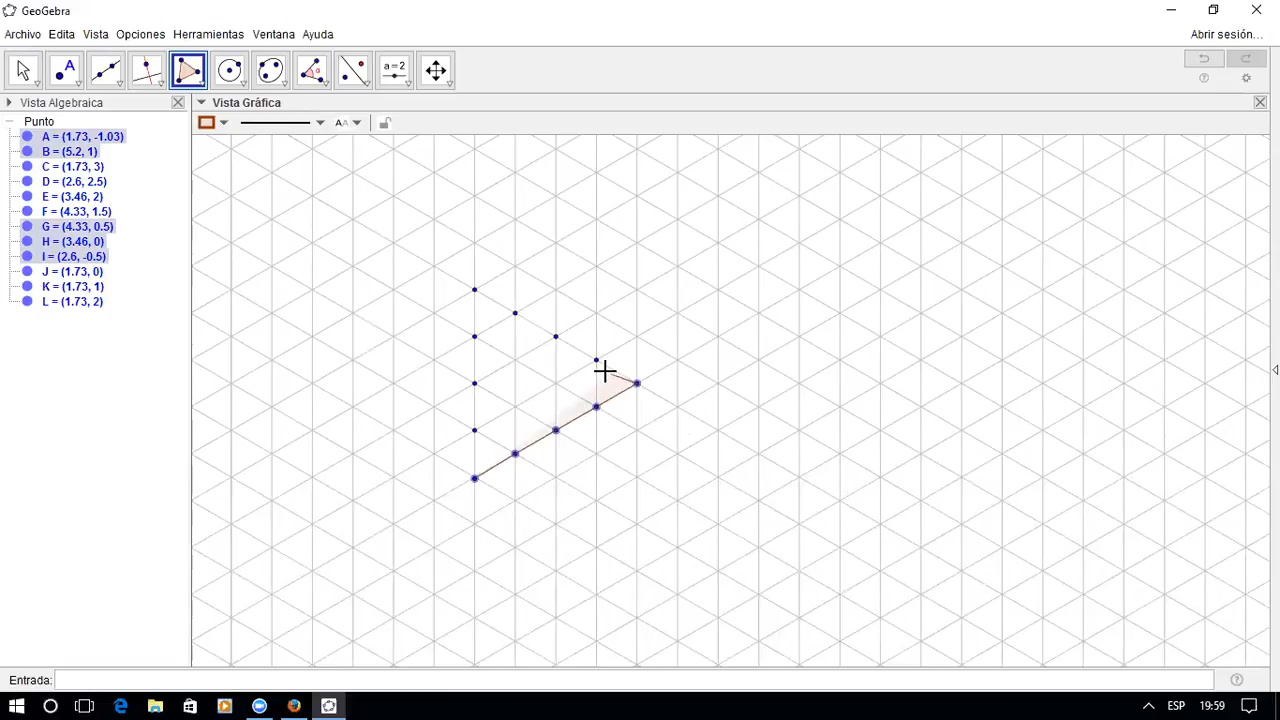 GeoGebra
Archivo Edita Vista Opciones Herramientas Ventana Ayuda
Abrir sesión...
A
a = 2
Vista Algebraica
Vista Gráfica
AA
Punto
A = (1.73, -1.03)
B = (5.2, 1)
C = (1.73, 3)
D = (2.6, 2.5)
E = (3.46, 2)
F = (4.33, 1.5)
G = (4.33, 0.5)
H = (3.46, 0)
I = (2.6, -0.5)
J = (1.73, 0)
K = (1.73, 1)
L = (1.73, 2)
Entrada:
ESP 19:59